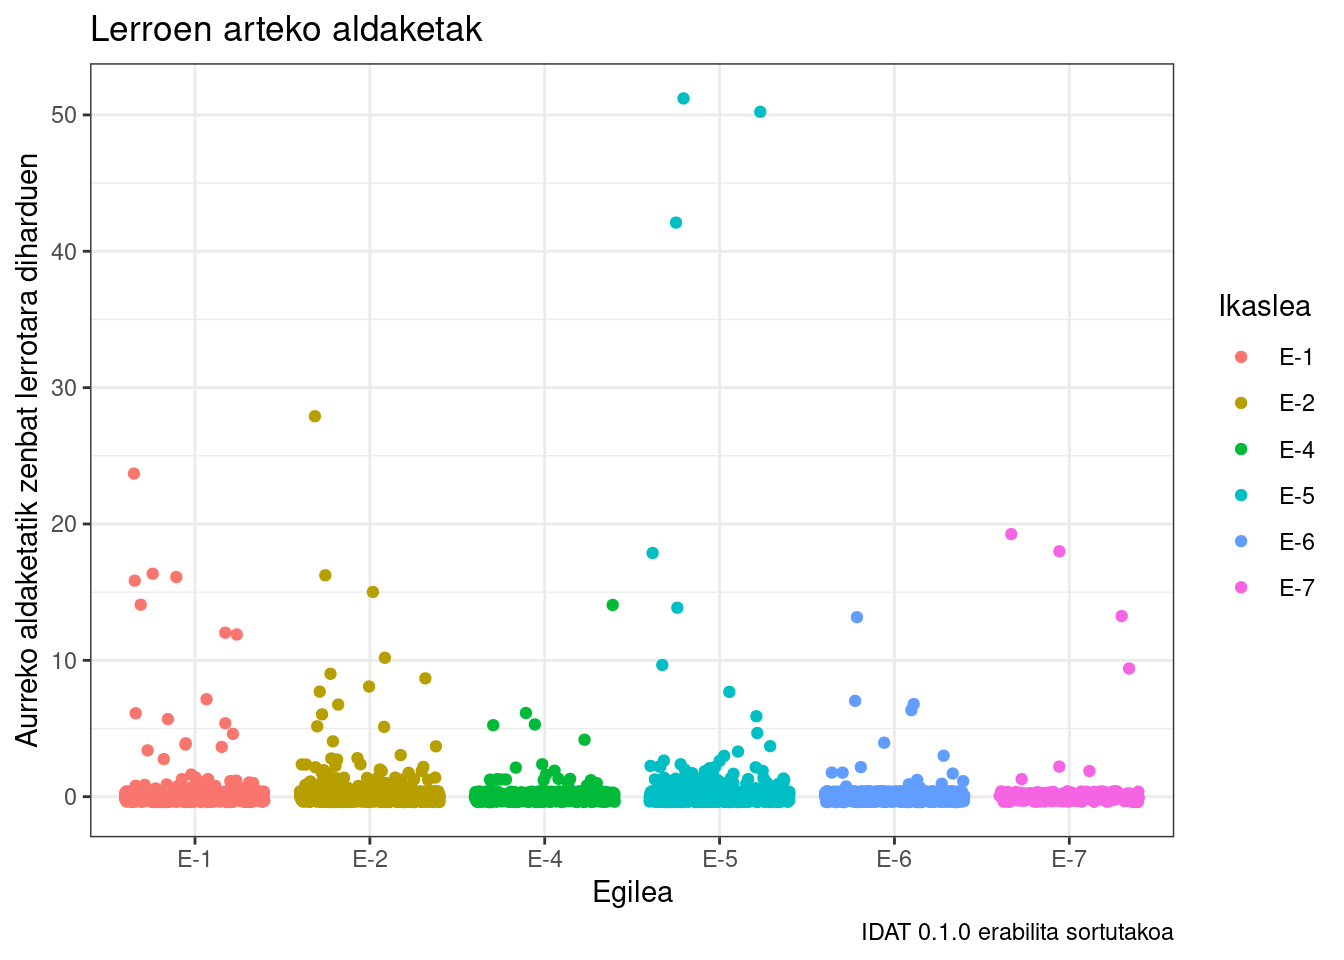 Lerroen arteko aldaketak
Aurreko aldaketatik zenbat lerrotara diharduen
50
40
30
20
10
0
E-1 E-2 E-4 E-5 E-6 E-7
Egilea
Ikaslea
E-1
E-2
E-4
E-5
E-6
E-7
IDAT 0.1.0 erabilita sortutakoa